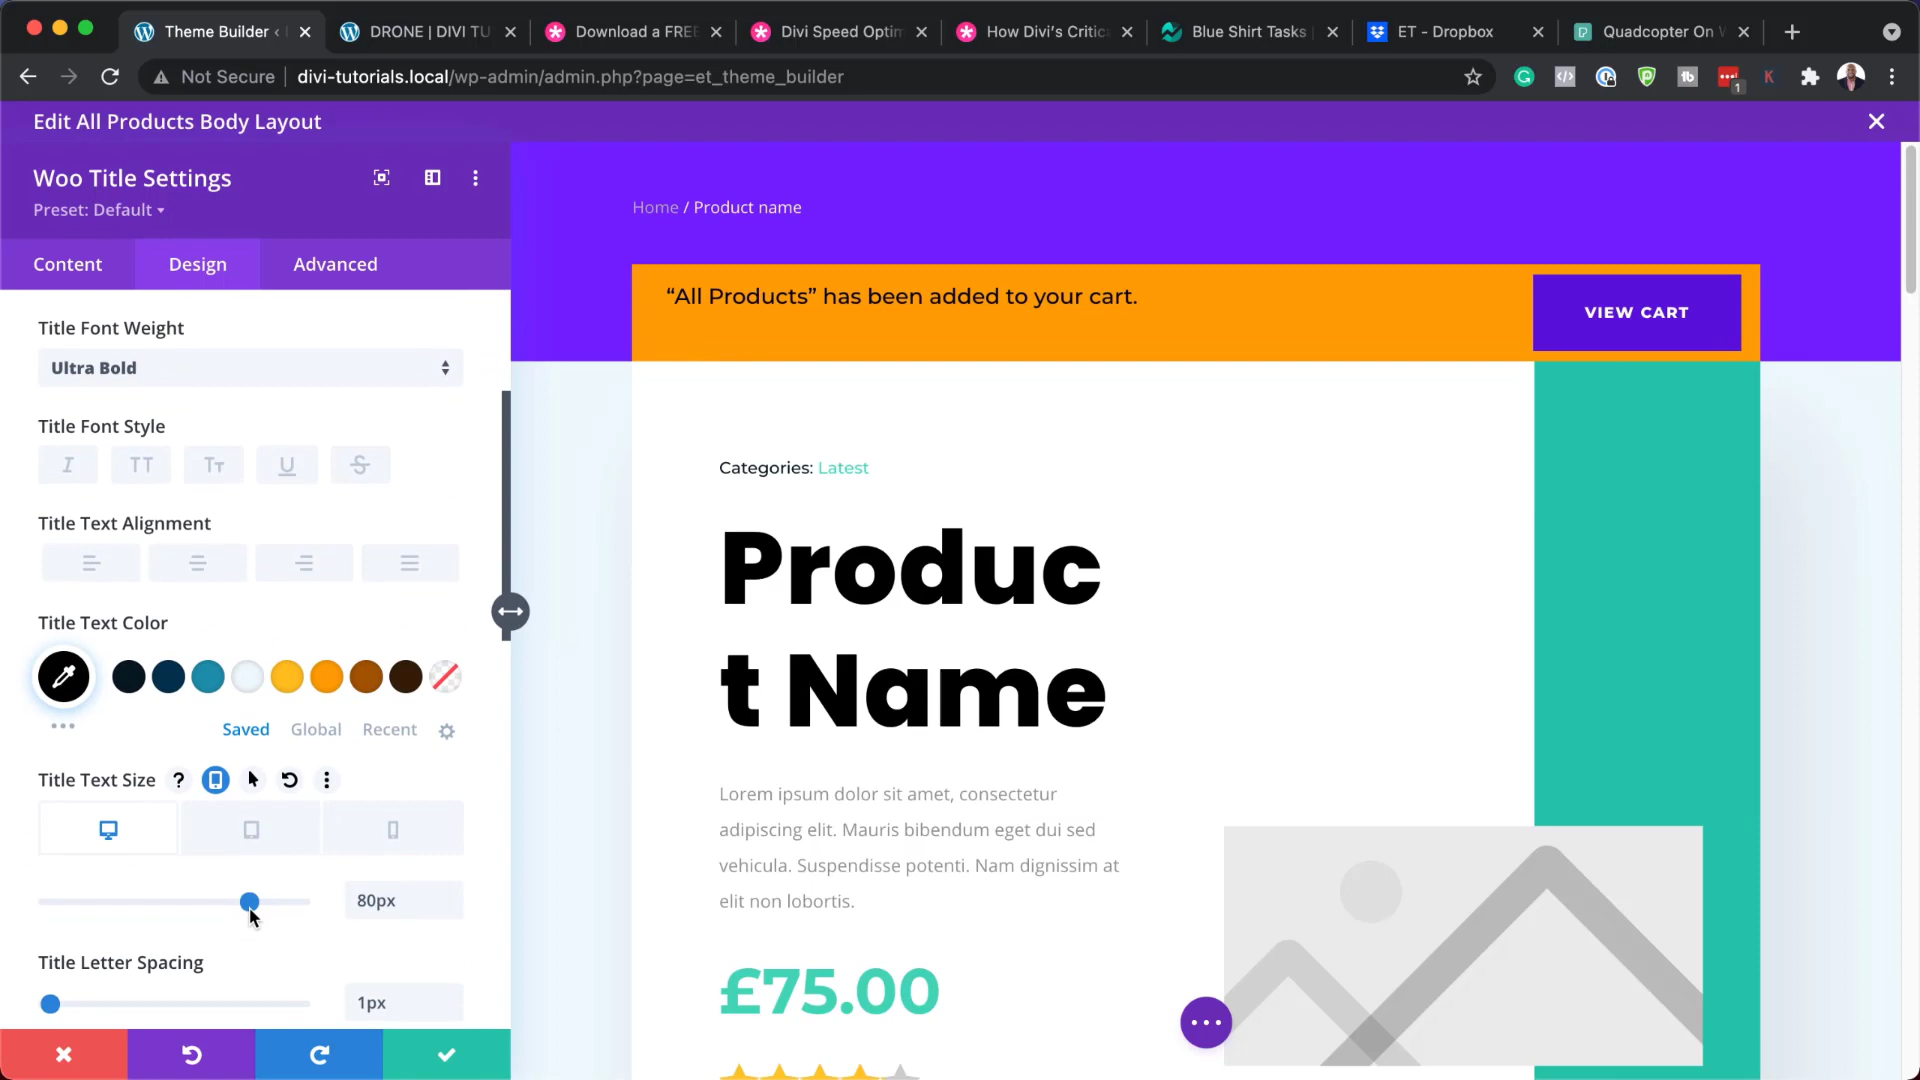 Theme Builder ‹
DRONE | DIVI TU
Download a FREE
Divi Speed Optim
How Divi's Critica
Blue Shirt Tasks
ET - Dropbox
Quadcopter On V
Not Secure
divi-tutorials.local/wp-admin/admin.php?page=et_theme_builder
1
Edit All Products Body Layout
Woo Title Settings
Preset: Default
Content
Design
Advanced
Title Font Weight
Ultra Bold
Title Font Style
I TT Tт U S
Title Text Alignment
Title Text Color
Saved
Global
Recent
Title Text Size
80px
Title Letter Spacing
1px
Home / Product name
“All Products” has been added to your cart.
VIEW CART
Categories: Latest
Produc
t Name
Lorem ipsum dolor sit amet, consectetur
adipiscing elit. Mauris bibendum eget dui sed
vehicula. Suspendisse potenti. Nam dignissim at
elit non lobortis.
£75.00